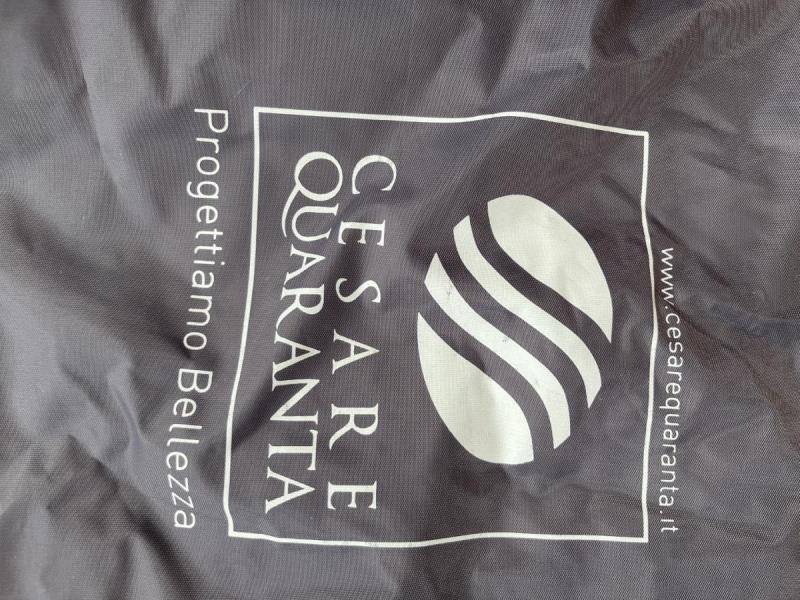 www.cesarequaranta.it
CESARE
QUARANTA
Progettiamo Bellezza